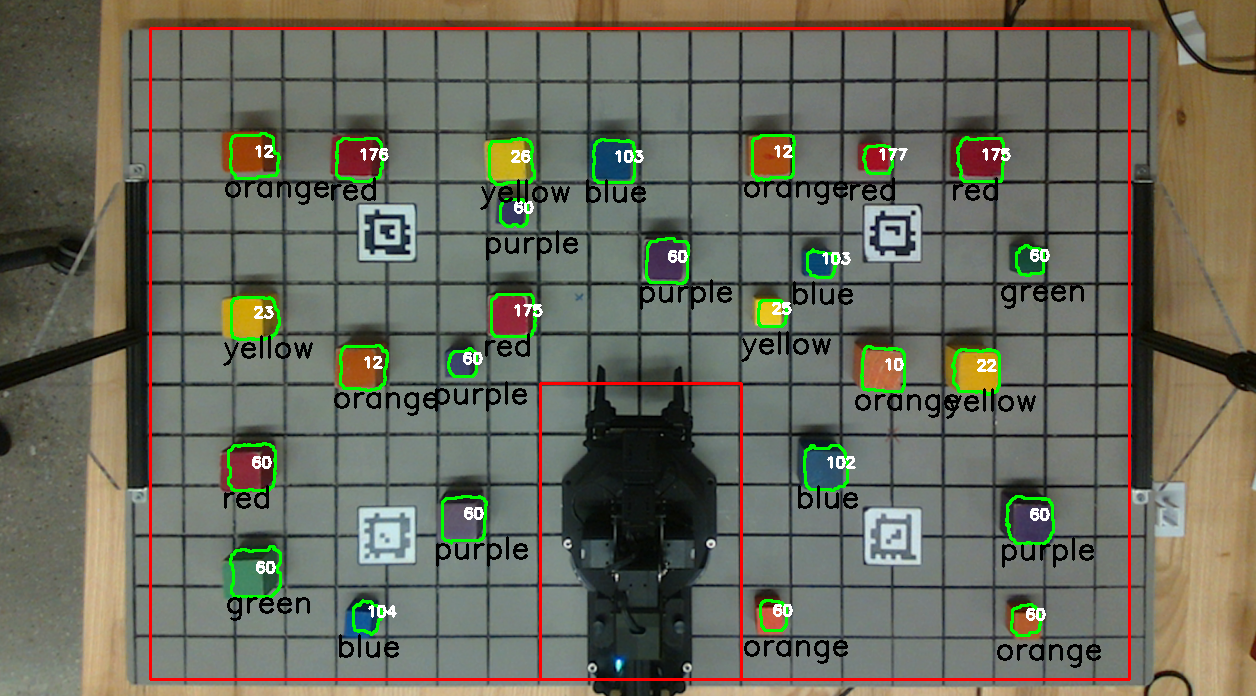 12 176 26 103 12 177 175
orange red yellow blue orange red red
60
purple
60 103 60
purple blue green
23 175 25
yellow red yellow
12 60 10 22
orange purple orange yellow
60 102
red blue
60 60
purple purple
60
green
104 60 60
blue orange orange